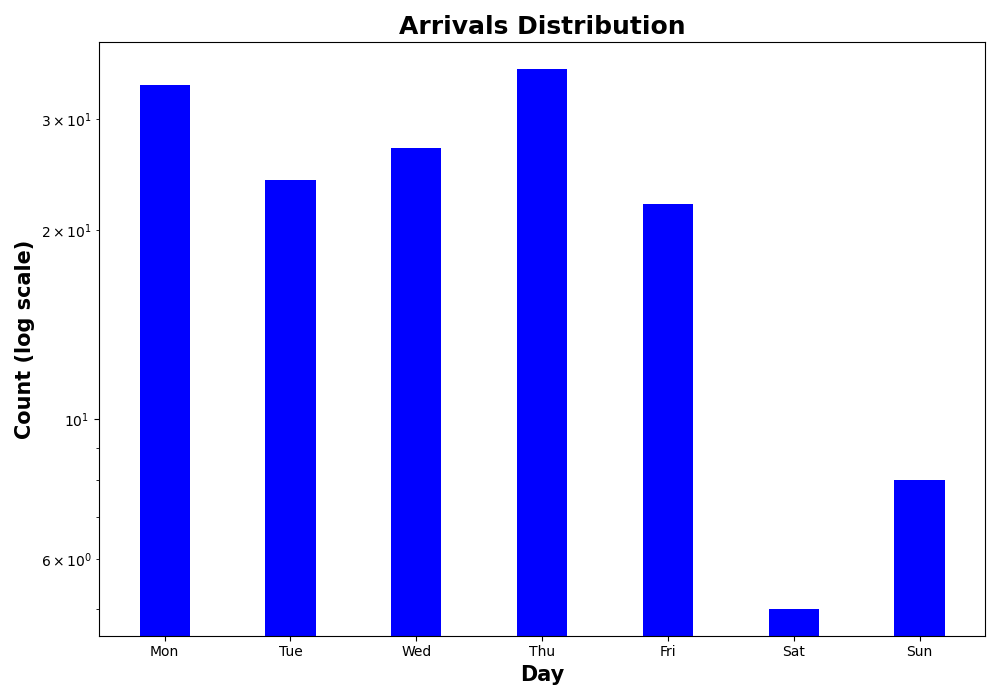 Arrivals Distribution
Count (log scale)
3 × 10¹
2 × 10¹
10¹
6 × 10⁰
Mon Tue Wed Thu Fri Sat Sun
Day